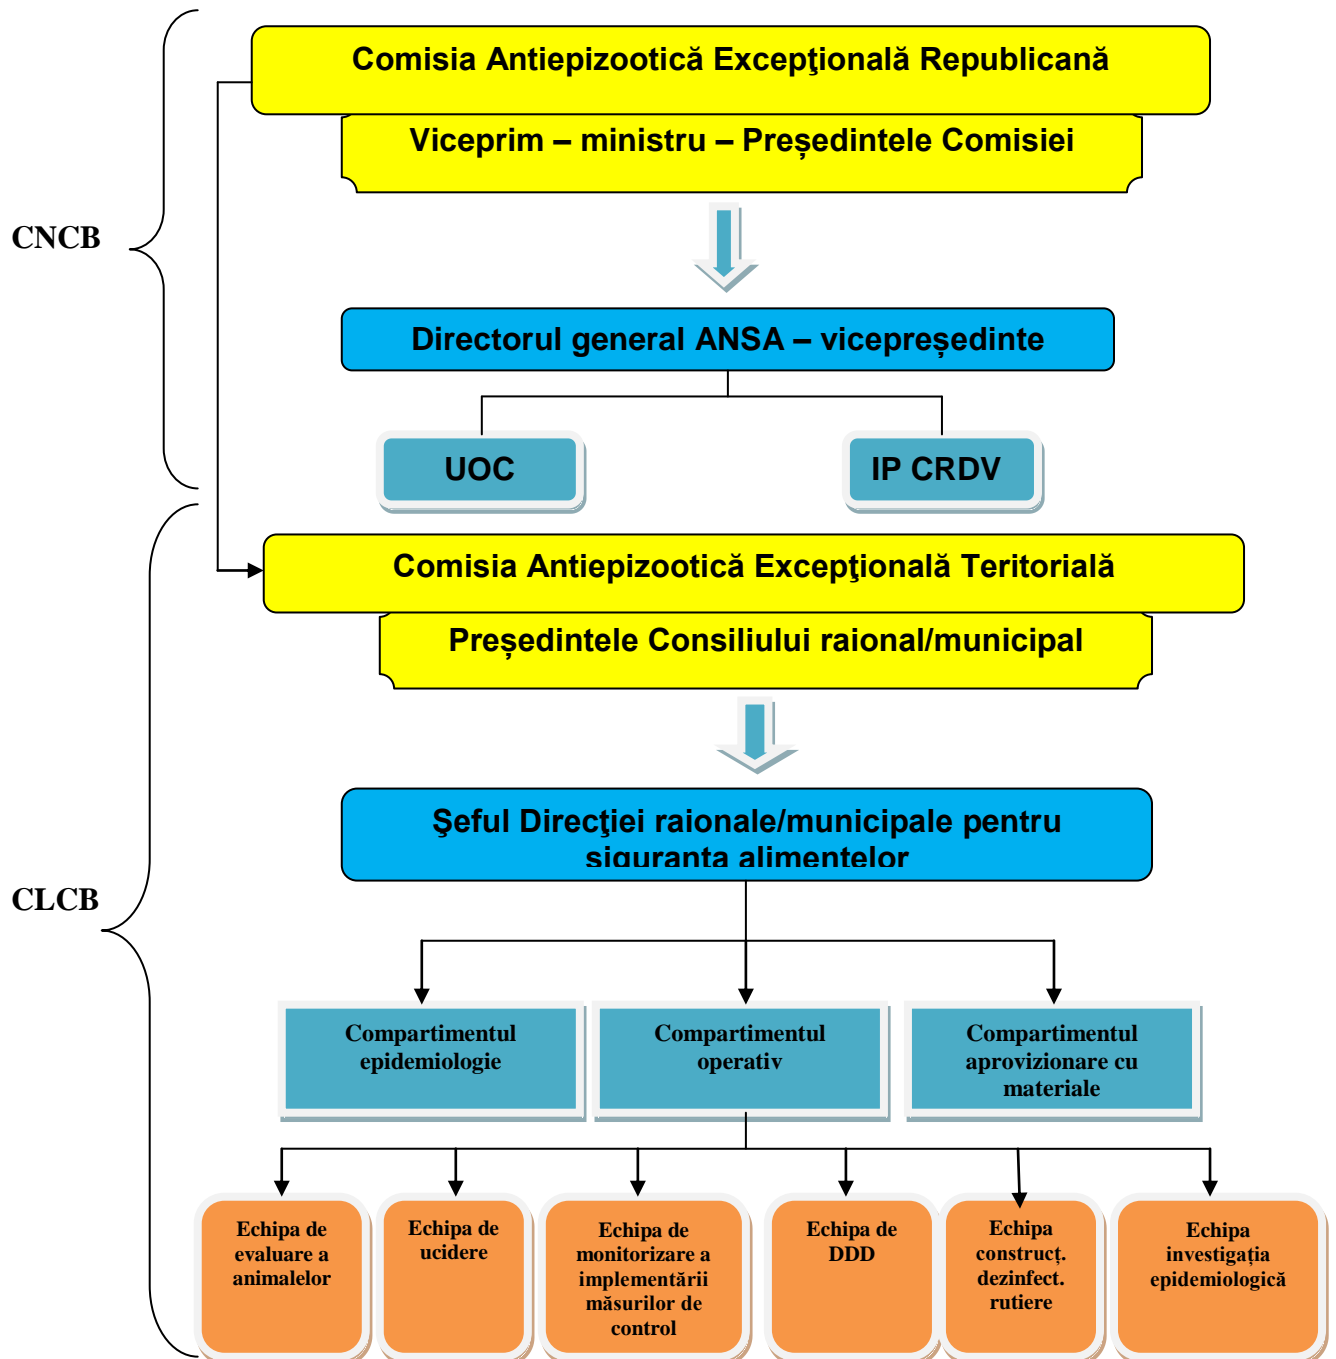 Comisia Antiepizootică Excepţională Republicană
Viceprim – ministru – Președintele Comisiei
CNCB
Directorul general ANSA – vicepreședinte
UOC
IP CRDV
Comisia Antiepizootică Excepţională Teritorială
Președintele Consiliului raional/municipal
Şeful Direcţiei raionale/municipale pentru
siguranta alimentelor
CLCB
Compartimentul
epidemiologie
Compartimentul
operativ
Compartimentul
aprovizionare cu
materiale
Echipa de
evaluare a
animalelor
Echipa de
ucidere
Echipa de
monitorizare a
implementării
măsurilor de
control
Echipa de
DDD
Echipa
construcț.
dezinfect.
rutiere
Echipa
investigația
epidemiologică